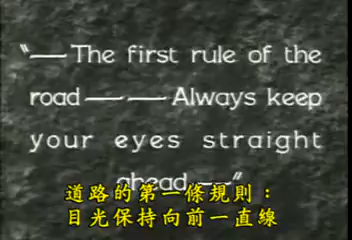 “— The first rule of the
road — — Always keep
your eyes straight
ahead —”
道路的第一條規則：
目光保持向前一直線